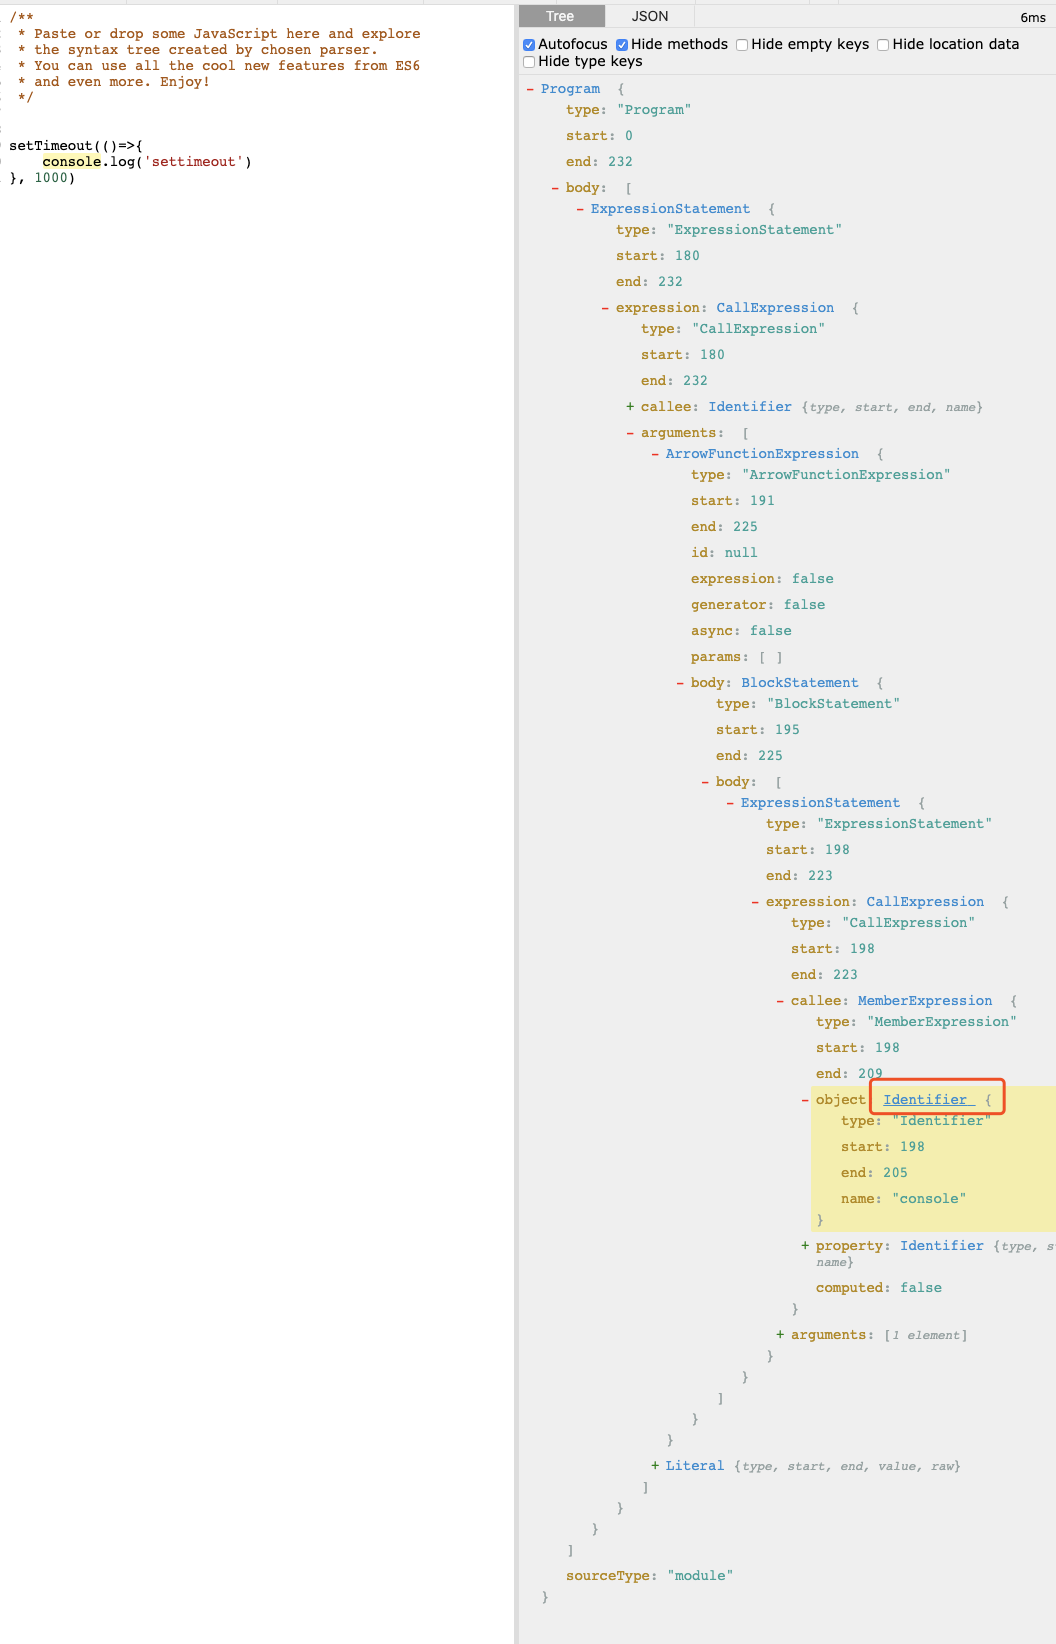 /**
 * Paste or drop some JavaScript here and explore
 * the syntax tree created by chosen parser.
 * You can use all the cool new features from ES6
 * and even more. Enjoy!
 */
setTimeout(()=>{
    console.log('settimeout')
}, 1000)
Tree JSON 6ms
Autofocus Hide methods Hide empty keys Hide location data
Hide type keys
- Program {
type: "Program"
start: 0
end: 232
- body: [
- ExpressionStatement {
type: "ExpressionStatement"
start: 180
end: 232
- expression: CallExpression {
type: "CallExpression"
start: 180
end: 232
+ callee: Identifier {type, start, end, name}
- arguments: [
- ArrowFunctionExpression {
type: "ArrowFunctionExpression"
start: 191
end: 225
id: null
expression: false
generator: false
async: false
params: [ ]
- body: BlockStatement {
type: "BlockStatement"
start: 195
end: 225
- body: [
- ExpressionStatement {
type: "ExpressionStatement"
start: 198
end: 223
- expression: CallExpression {
type: "CallExpression"
start: 198
end: 223
- callee: MemberExpression {
type: "MemberExpression"
start: 198
end: 209
- object Identifier {
type: "Identifier"
start: 198
end: 205
name: "console"
}
+ property: Identifier {type, st
name}
computed: false
}
+ arguments: [1 element]
}
}
]
}
}
+ Literal {type, start, end, value, raw}
]
}
}
]
sourceType: "module"
}